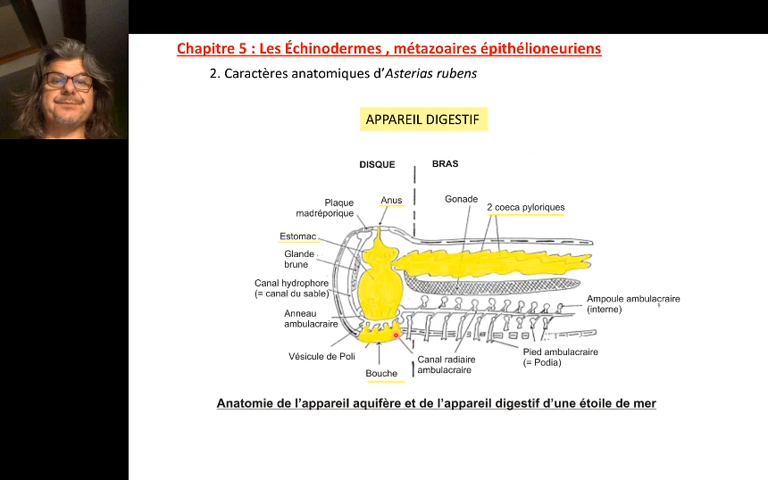 Chapitre 5 : Les Échinodermes , métazoaires épithélioneuriens
2. Caractères anatomiques d’Asterias rubens
APPAREIL DIGESTIF
DISQUE
BRAS
Plaque
madréporique
Anus
Gonade
2 coeca pyloriques
Estomac
Glande
brune
Canal hydrophore
(= canal du sable)
Anneau
ambulacraire
Ampoule ambulacraire
(interne)
Vésicule de Poli
Bouche
Canal radiaire
ambulacraire
Pied ambulacraire
(= Podia)
Anatomie de l’appareil aquifère et de l’appareil digestif d’une étoile de mer